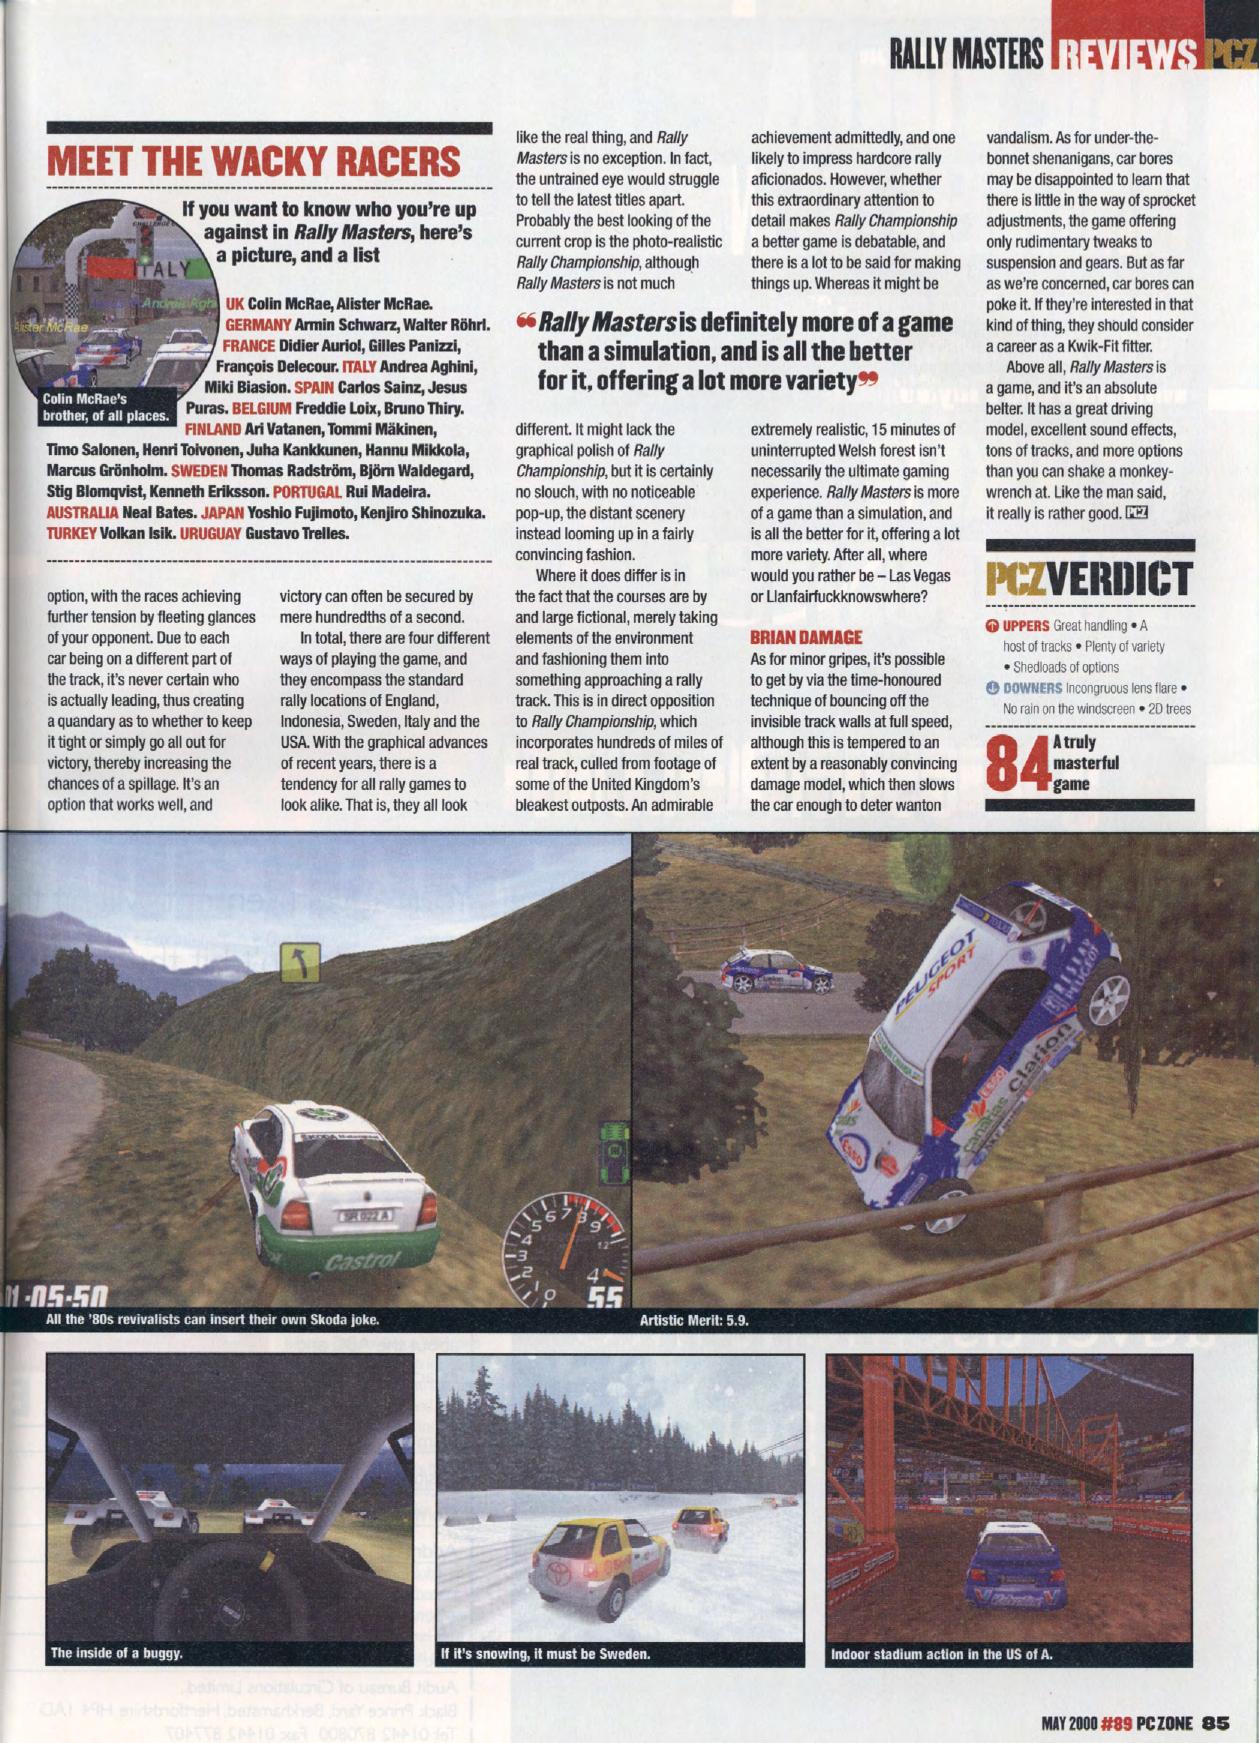 RALLY MASTERS REVIEWS PCZ
MEET THE WACKY RACERS
If you want to know who you're up
against in Rally Masters, here's
a picture, and a list
UK Colin McRae, Alister McRae.
GERMANY Armin Schwarz, Walter Röhrl.
FRANCE Didier Auriol, Gilles Panizzi,
François Delecour. ITALY Andrea Aghini,
Miki Biasion. SPAIN Carlos Sainz, Jesus
Puras. BELGIUM Freddie Loix, Bruno Thiry.
FINLAND Ari Vatanen, Tommi Mäkinen,
Timo Salonen, Henri Toivonen, Juha Kankkunen, Hannu Mikkola,
Marcus Grönholm. SWEDEN Thomas Radström, Björn Waldegard,
Stig Blomqvist, Kenneth Eriksson. PORTUGAL Rui Madeira.
AUSTRALIA Neal Bates. JAPAN Yoshio Fujimoto, Kenjiro Shinozuka.
TURKEY Volkan Isik. URUGUAY Gustavo Trelles.
ITALY
Alister McRae
Colin McRae's
brother, of all places.
option, with the races achieving
further tension by fleeting glances
of your opponent. Due to each
car being on a different part of
the track, it's never certain who
is actually leading, thus creating
a quandary as to whether to keep
it tight or simply go all out for
victory, thereby increasing the
chances of a spillage. It's an
option that works well, and
victory can often be secured by
mere hundredths of a second.
In total, there are four different
ways of playing the game, and
they encompass the standard
rally locations of England,
Indonesia, Sweden, Italy and the
USA. With the graphical advances
of recent years, there is a
tendency for all rally games to
look alike. That is, they all look
like the real thing, and Rally
Masters is no exception. In fact,
the untrained eye would struggle
to tell the latest titles apart.
Probably the best looking of the
current crop is the photo-realistic
Rally Championship, although
Rally Masters is not much
“Rally Masters is definitely more of a game
than a simulation, and is all the better
for it, offering a lot more variety”
different. It might lack the
graphical polish of Rally
Championship, but it is certainly
no slouch, with no noticeable
pop-up, the distant scenery
instead looming up in a fairly
convincing fashion.
Where it does differ is in
the fact that the courses are by
and large fictional, merely taking
elements of the environment
and fashioning them into
something approaching a rally
track. This is in direct opposition
to Rally Championship, which
incorporates hundreds of miles of
real track, culled from footage of
some of the United Kingdom's
bleakest outposts. An admirable
achievement admittedly, and one
likely to impress hardcore rally
aficionados. However, whether
this extraordinary attention to
detail makes Rally Championship
a better game is debatable, and
there is a lot to be said for making
things up. Whereas it might be
extremely realistic, 15 minutes of
uninterrupted Welsh forest isn't
necessarily the ultimate gaming
experience. Rally Masters is more
of a game than a simulation, and
is all the better for it, offering a lot
more variety. After all, where
would you rather be – Las Vegas
or Llanfairfuckknowswhere?
BRIAN DAMAGE
As for minor gripes, it's possible
to get by via the time-honoured
technique of bouncing off the
invisible track walls at full speed,
although this is tempered to an
extent by a reasonably convincing
damage model, which then slows
the car enough to deter wanton
vandalism. As for under-the-
bonnet shenanigans, car bores
may be disappointed to learn that
there is little in the way of sprocket
adjustments, the game offering
only rudimentary tweaks to
suspension and gears. But as far
as we're concerned, car bores can
poke it. If they're interested in that
kind of thing, they should consider
a career as a Kwik-Fit fitter.
Above all, Rally Masters is
a game, and it's an absolute
belter. It has a great driving
model, excellent sound effects,
tons of tracks, and more options
than you can shake a monkey-
wrench at. Like the man said,
it really is rather good. PCZ
PCZVERDICT
UPPERS Great handling • A
host of tracks • Plenty of variety
• Shedloads of options
DOWNERS Incongruous lens flare •
No rain on the windscreen • 2D trees
84 A truly
masterful
game
SKODA
SR 022 A
Castrol
0 1 2 3 4 5 6 7 8 9
4
55
-05-50
All the '80s revivalists can insert their own Skoda joke.
PEUGEOT
SPORT
PEUGEOT
Clarion
ESSO
ESSO
Artistic Merit: 5.9.
The inside of a buggy.
If it's snowing, it must be Sweden.
SPEED
Indoor stadium action in the US of A.
MAY 2000 #89 PC ZONE 85